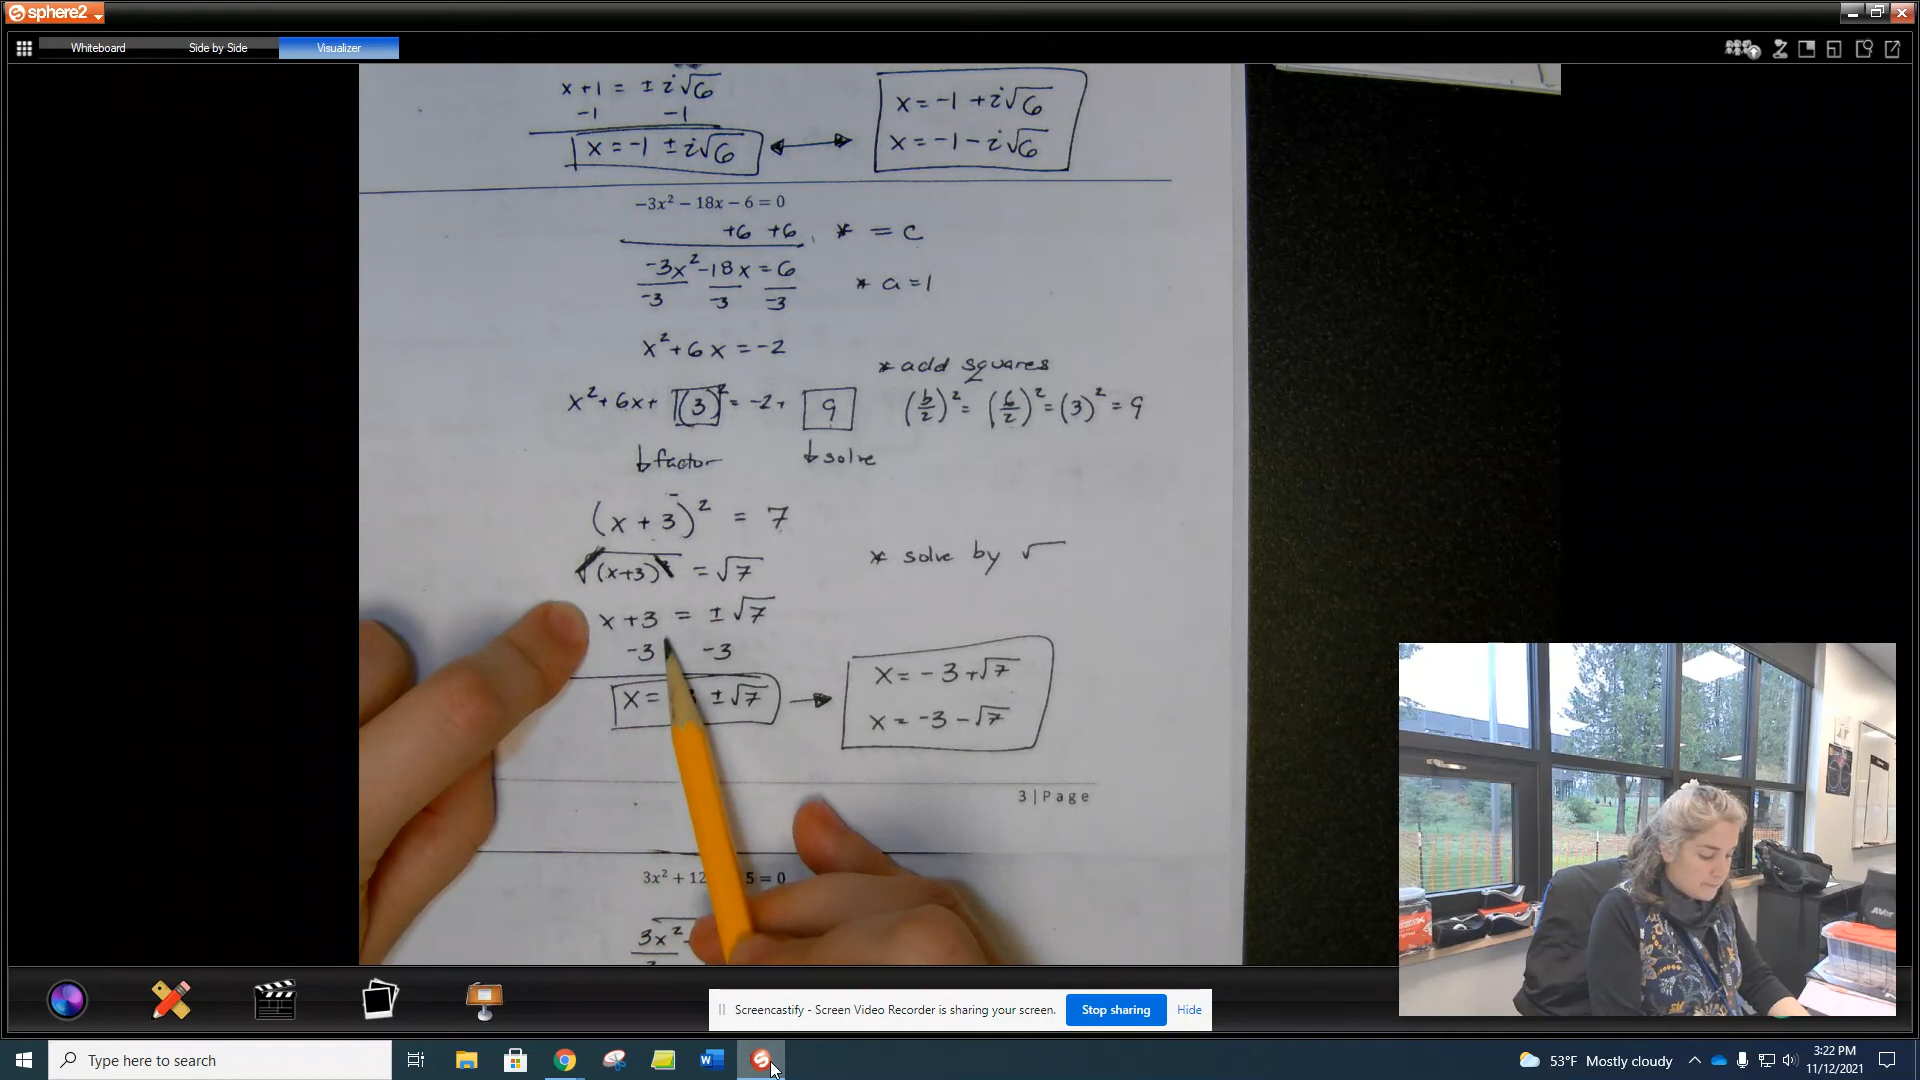 sphere2
Whiteboard Side by Side Visualizer
x+1 = ± i√6
-1 -1
x = -1 ± i√6
x = -1 + i√6
x = -1 - i√6
−3x² − 18x − 6 = 0
+6 +6 * = c
-3x² -18x = 6
-3 -3 -3
* a = 1
x² + 6x = -2
* add squares
x² + 6x + (3)² = -2 + 9 (b/2)² = (6/2)² = (3)² = 9
↓ factor ↓ solve
(x + 3)² = 7
√(x+3)² = √7 * solve by √
x + 3 = ± √7
-3 -3
x = ± √7
x = -3 + √7
x = -3 - √7
3 | Page
3x² + 12 5 = 0
3x²
AVer
Screencastify - Screen Video Recorder is sharing your screen. Stop sharing Hide
Type here to search
53°F Mostly cloudy
3:22 PM
11/12/2021